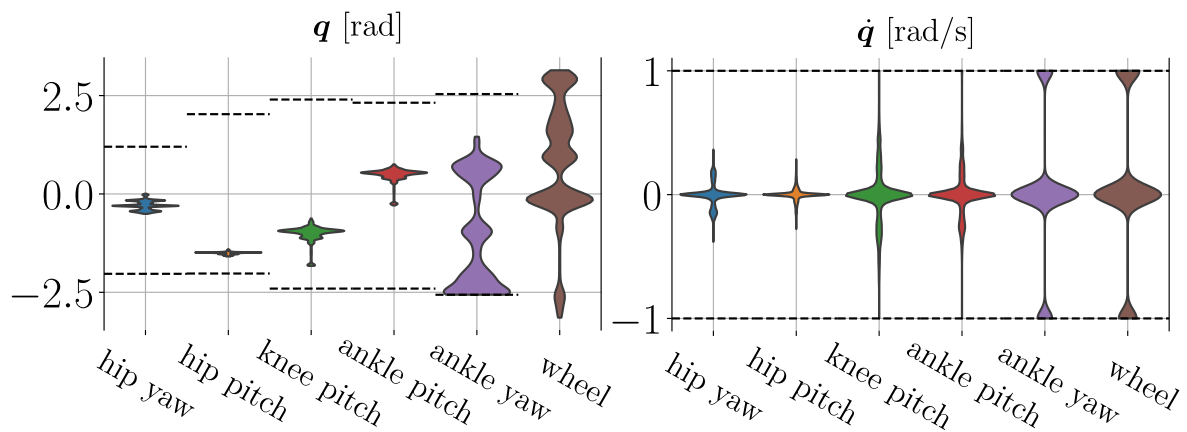 q [rad]
2.5
0.0
−2.5
hip yaw
hip pitch
knee pitch
ankle pitch
ankle yaw
wheel
q̇ [rad/s]
1
0
−1
hip yaw
hip pitch
knee pitch
ankle pitch
ankle yaw
wheel